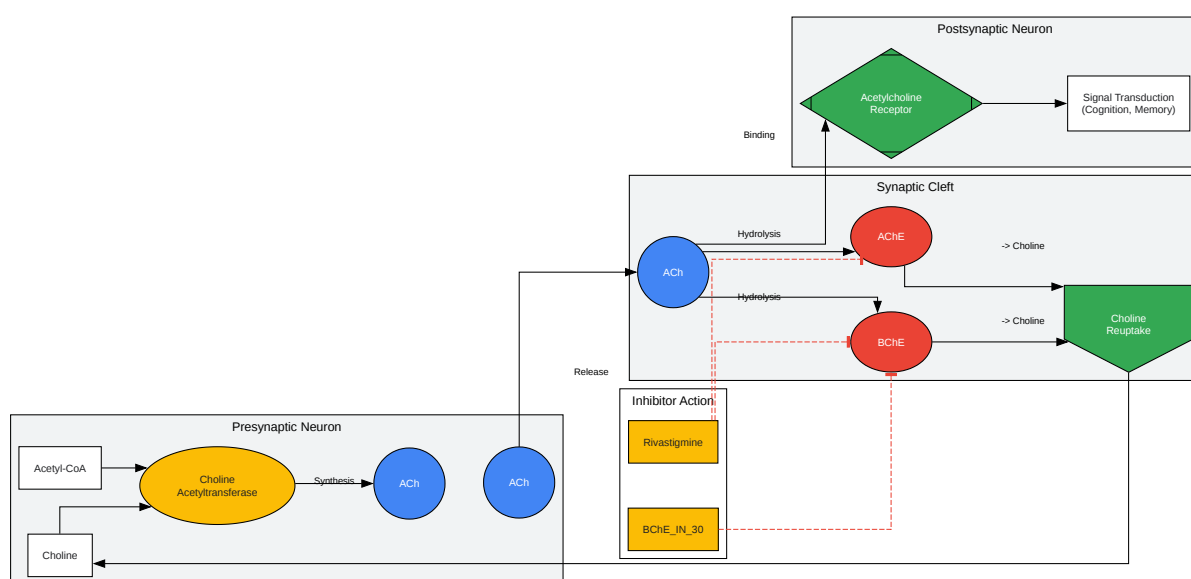 Postsynaptic Neuron
Acetylcholine
Receptor
Signal Transduction
(Cognition, Memory)
Binding
Synaptic Cleft
Hydrolysis
AChE
-> Choline
ACh
Hydrolysis
BChE
-> Choline
Choline
Reuptake
Release
Inhibitor Action
Rivastigmine
BChE_IN_30
Presynaptic Neuron
Acetyl-CoA
Choline
Acetyltransferase
Synthesis
ACh
ACh
Choline